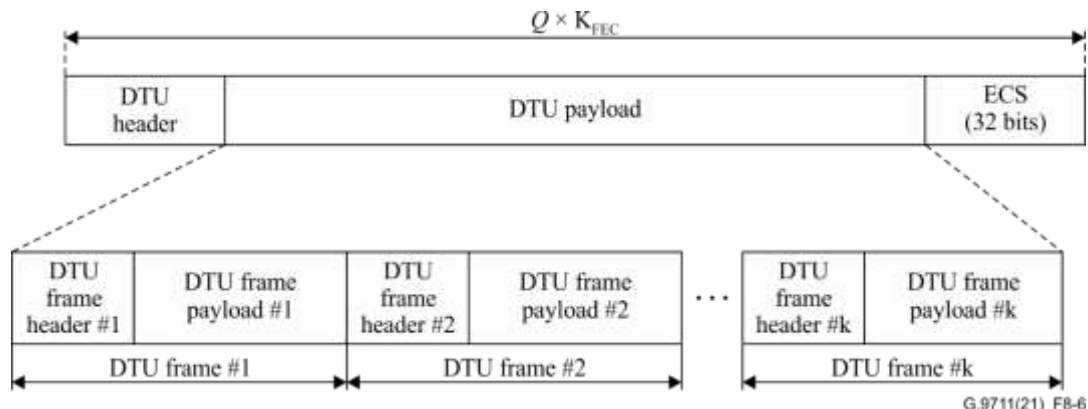 Q × K_FEC
DTU header
DTU payload
ECS (32 bits)
DTU frame header #1
DTU frame payload #1
DTU frame header #2
DTU frame payload #2
...
DTU frame header #k
DTU frame payload #k
DTU frame #1
DTU frame #2
DTU frame #k
G.9711(21)_F8-6